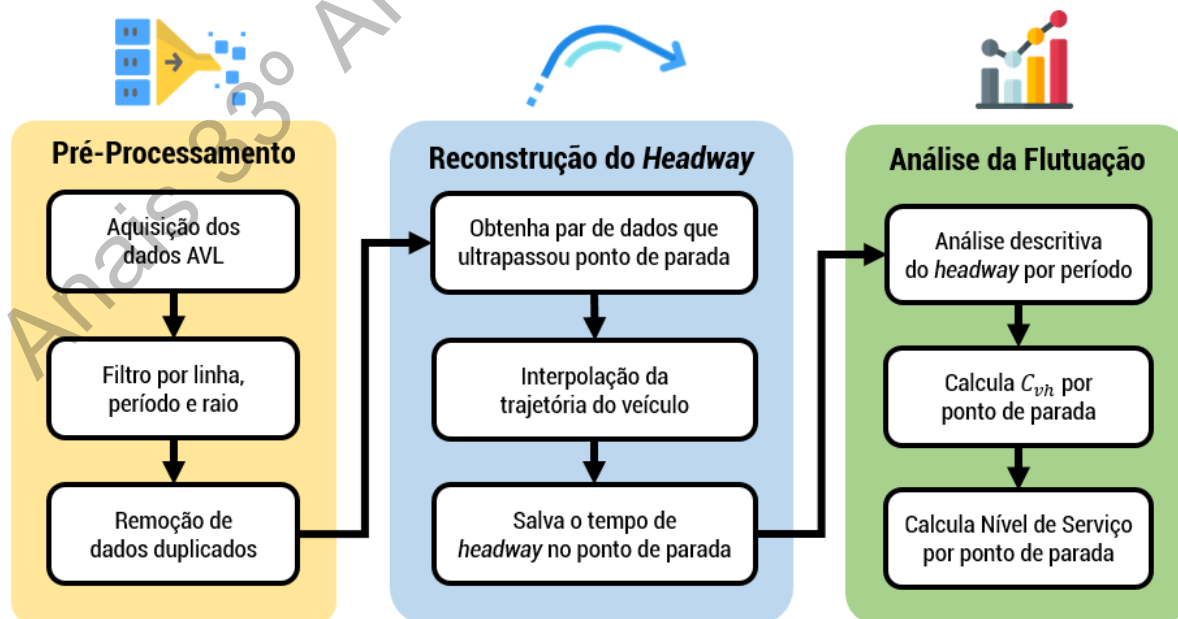 Anais 33º A
Pré-Processamento
Aquisição dos
dados AVL
Filtro por linha,
período e raio
Remoção de
dados duplicados
Reconstrução do Headway
Obtenha par de dados que
ultrapassou ponto de parada
Interpolação da
trajetória do veículo
Salva o tempo de
headway no ponto de parada
Análise da Flutuação
Análise descritiva
do headway por período
Calcula C_vh por
ponto de parada
Calcula Nível de Serviço
por ponto de parada